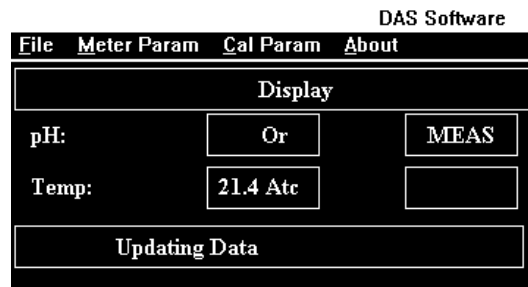 DAS Software
File Meter Param Cal Param About
Display
pH: Or MEAS
Temp: 21.4 Atc
Updating Data